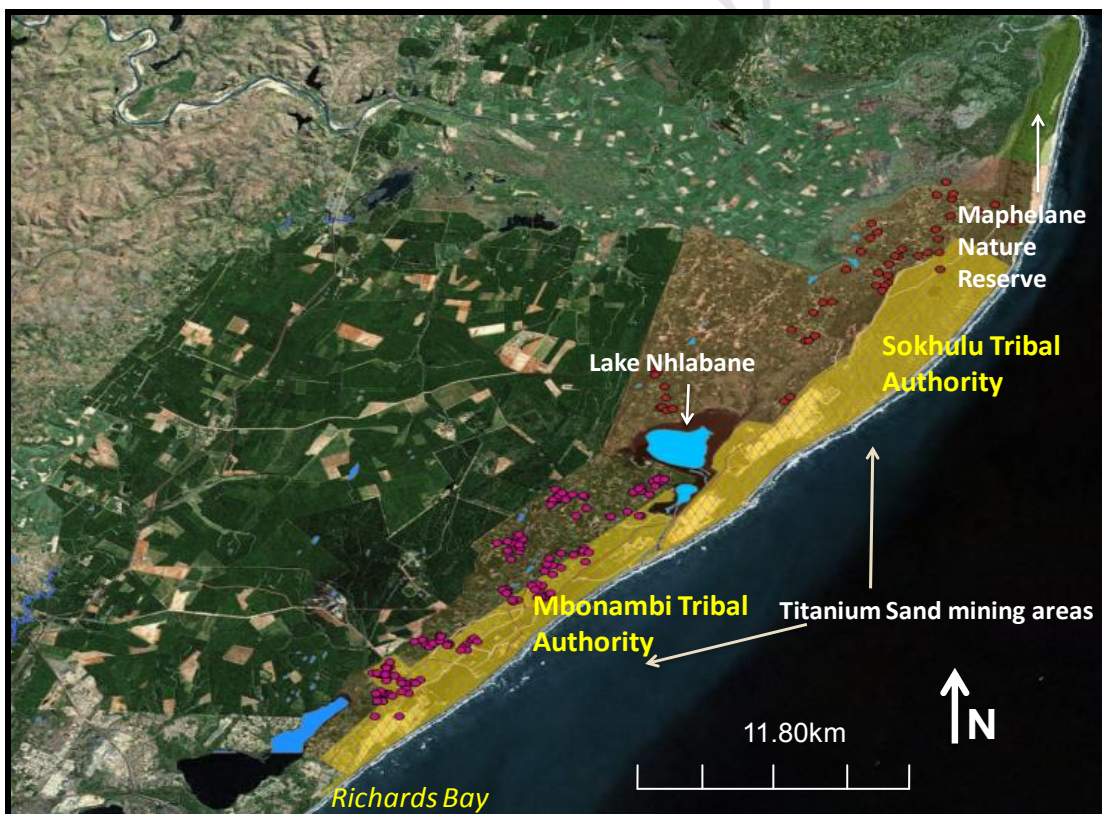 Maphelane
Nature
Reserve
Sokhulu Tribal
Authority
Lake Nhlabane
Mbonambi Tribal
Authority
Titanium Sand mining areas
11.80km
N
Richards Bay